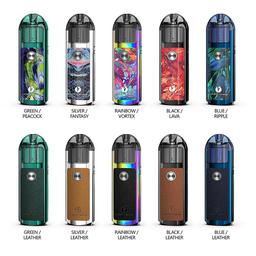 GREEN / SILVER / RAINBOW / BLACK / BLUE /
PEACOCK FANTASY VORTEX LAVA RIPPLE
GREEN / SILVER / RAINBOW / BLACK / BLUE /
LEATHER LEATHER LEATHER LEATHER LEATHER